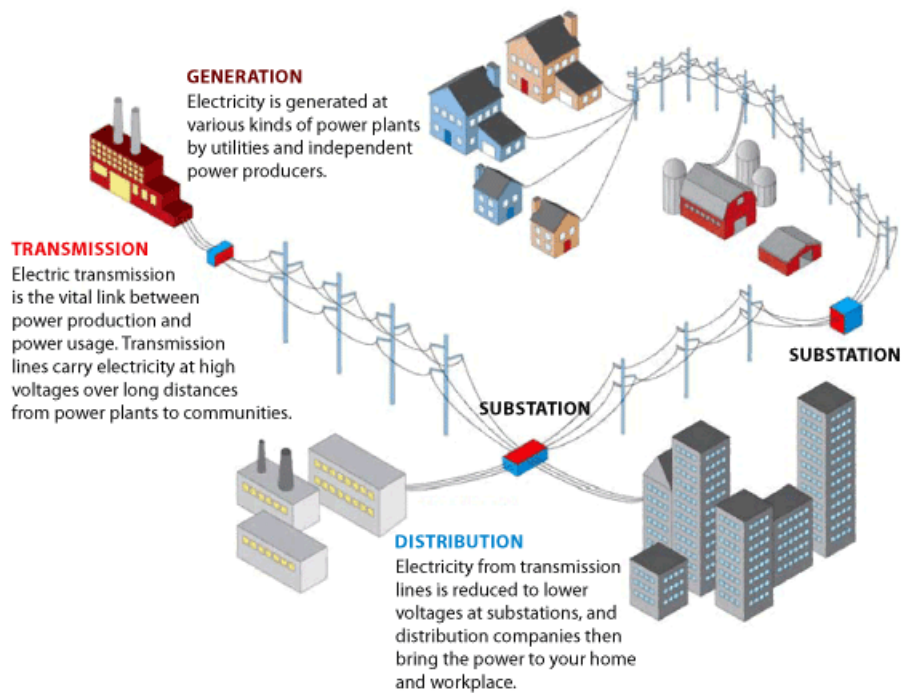 GENERATION
Electricity is generated at
various kinds of power plants
by utilities and independent
power producers.
TRANSMISSION
Electric transmission
is the vital link between
power production and
power usage. Transmission
lines carry electricity at high
voltages over long distances
from power plants to communities.
SUBSTATION
SUBSTATION
DISTRIBUTION
Electricity from transmission
lines is reduced to lower
voltages at substations, and
distribution companies then
bring the power to your home
and workplace.